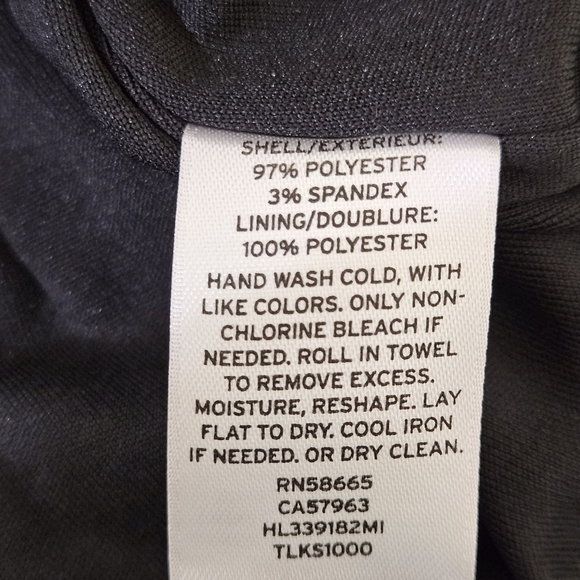 SHELL/EXTERIEUR:
97% POLYESTER
3% SPANDEX
LINING/DOUBLURE:
100% POLYESTER
HAND WASH COLD, WITH
LIKE COLORS. ONLY NON-
CHLORINE BLEACH IF
NEEDED. ROLL IN TOWEL
TO REMOVE EXCESS.
MOISTURE, RESHAPE. LAY
FLAT TO DRY. COOL IRON
IF NEEDED. OR DRY CLEAN.
RN58665
CA57963
HL339182MI
TLKS1000